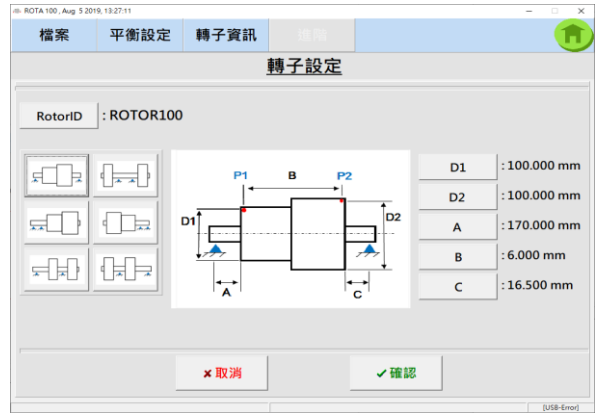 ROTA 100 , Aug 5 2019, 13:27:11
檔案 平衡設定 轉子資訊 進階
轉子設定
RotorID : ROTOR100
P1 B P2
D1 D2
A C
D1 : 100.000 mm
D2 : 100.000 mm
A : 170.000 mm
B : 6.000 mm
C : 16.500 mm
×取消 ✓確認
[USB-Error]